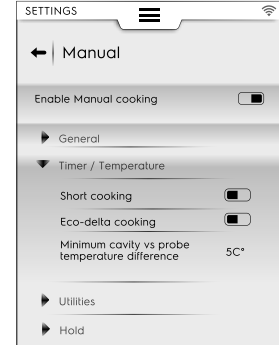 SETTINGS
Manual
Enable Manual cooking
General
Timer / Temperature
Short cooking
Eco-delta cooking
Minimum cavity vs probe
temperature difference
5C°
Utilities
Hold